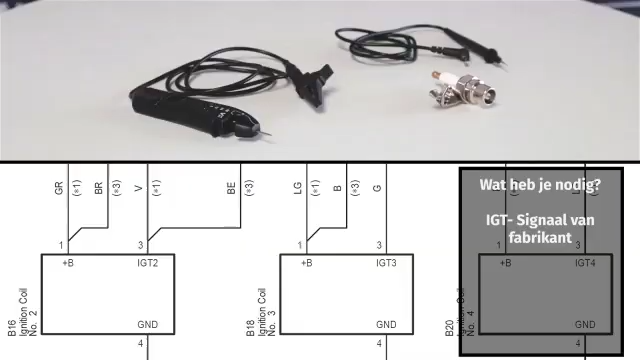 GR
(*1)
BR
(*3)
V
(*1)
BE
(*3)
LG
(*1)
B
(*3)
G
1
3
1
3
+B
IGT2
+B
IGT3
+B
IGT4
GND
GND
GND
4
4
4
B16
Ignition Coil
No. 2
B18
Ignition Coil
No. 3
B20
Ignition Coil
No. 4
Wat heb je nodig?
IGT- Signaal van
fabrikant